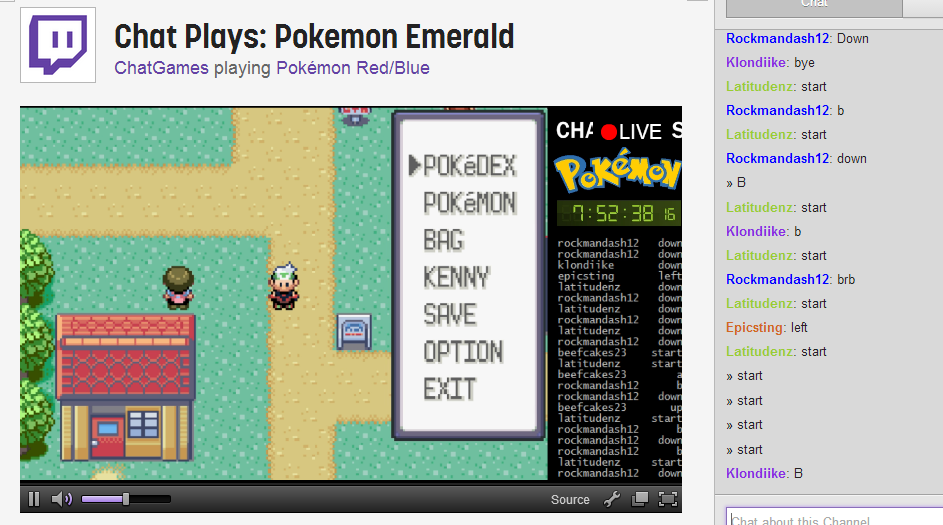 Chat Plays: Pokemon Emerald
ChatGames playing Pokémon Red/Blue
POKéDEX
POKéMON
BAG
KENNY
SAVE
OPTION
EXIT
CHA LIVE S
POKéMON
7:52:38 16
rockmandash12 down
rockmandash12 down
klondiike down
epicsting left
latitudenz down
rockmandash12 down
latitudenz down
latitudenz down
rockmandash12 down
latitudenz down
beefcakes23 start
latitudenz start
beefcakes23 a
rockmandash12 b
rockmandash12 down
beefcakes23 up
latitudenz start
rockmandash12 b
rockmandash12 down
klondiike b
latitudenz start
rockmandash12 down
Source
Chat
Rockmandash12: Down
Klondiike: bye
Latitudenz: start
Rockmandash12: b
Latitudenz: start
Rockmandash12: down
» B
Latitudenz: start
Klondiike: b
Latitudenz: start
Rockmandash12: brb
Latitudenz: start
Epicsting: left
Latitudenz: start
» start
» start
» start
» start
Klondiike: B
Chat about this Channel